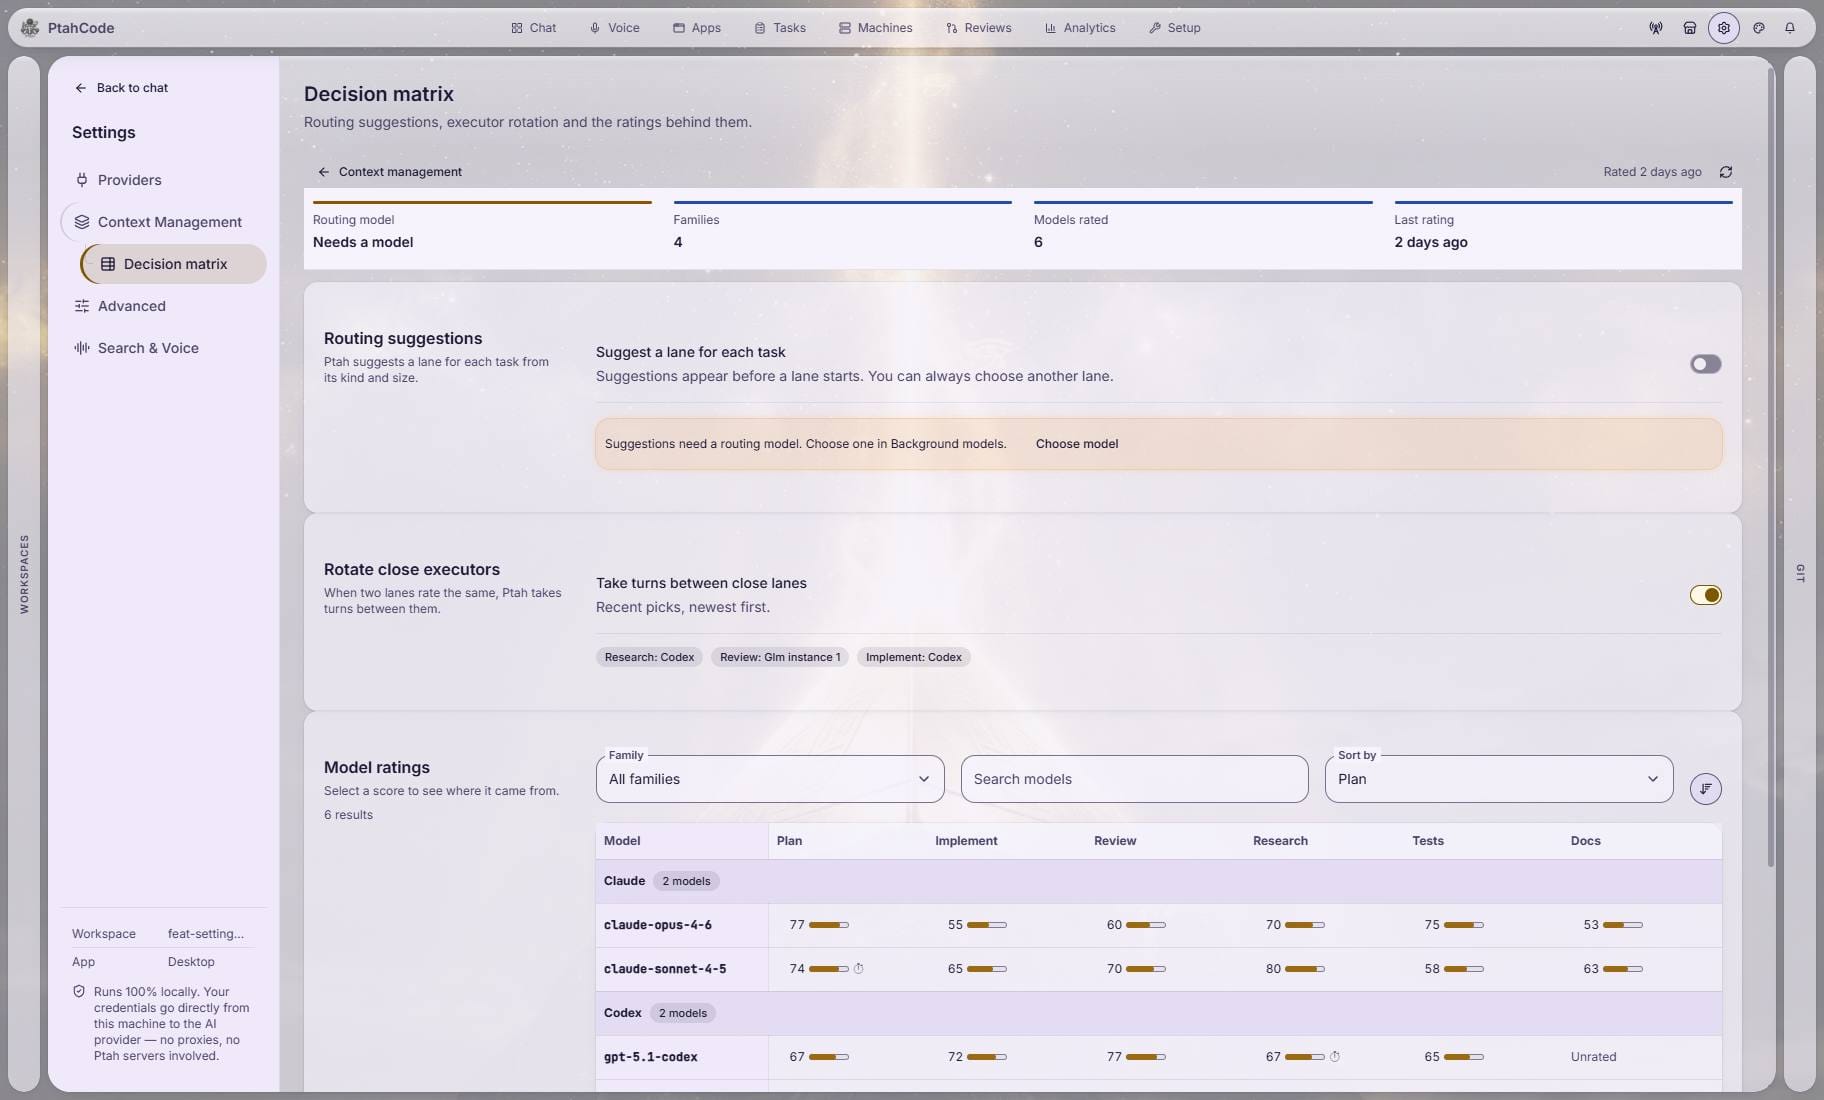 PtahCode
Chat
Voice
Apps
Tasks
Machines
Reviews
Analytics
Setup
WORKSPACES
Back to chat
Settings
Providers
Context Management
Decision matrix
Advanced
Search & Voice
Workspace feat-setting...
App Desktop
Runs 100% locally. Your
credentials go directly from
this machine to the AI
provider — no proxies, no
Ptah servers involved.
Decision matrix
Routing suggestions, executor rotation and the ratings behind them.
Context management
Rated 2 days ago
Routing model
Needs a model
Families
4
Models rated
6
Last rating
2 days ago
Routing suggestions
Ptah suggests a lane for each task from
its kind and size.
Suggest a lane for each task
Suggestions appear before a lane starts. You can always choose another lane.
Suggestions need a routing model. Choose one in Background models. Choose model
Rotate close executors
When two lanes rate the same, Ptah takes
turns between them.
Take turns between close lanes
Recent picks, newest first.
Research: Codex
Review: Glm instance 1
Implement: Codex
Model ratings
Select a score to see where it came from.
6 results
Family
All families
Search models
Sort by
Plan
Model Plan Implement Review Research Tests Docs
Claude 2 models
claude-opus-4-6 77 55 60 70 75 53
claude-sonnet-4-5 74 65 70 80 58 63
Codex 2 models
gpt-5.1-codex 67 72 77 67 65 Unrated
GIT